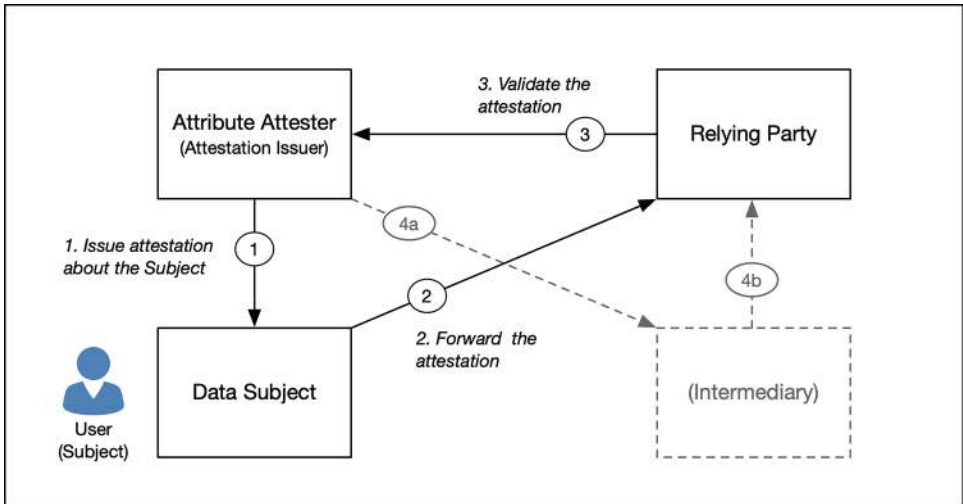 3. Validate the
attestation
Attribute Attester
(Attestation Issuer)
3
Relying Party
4a
1. Issue attestation
about the Subject
1
4b
2
2. Forward the
attestation
Data Subject
(Intermediary)
User
(Subject)